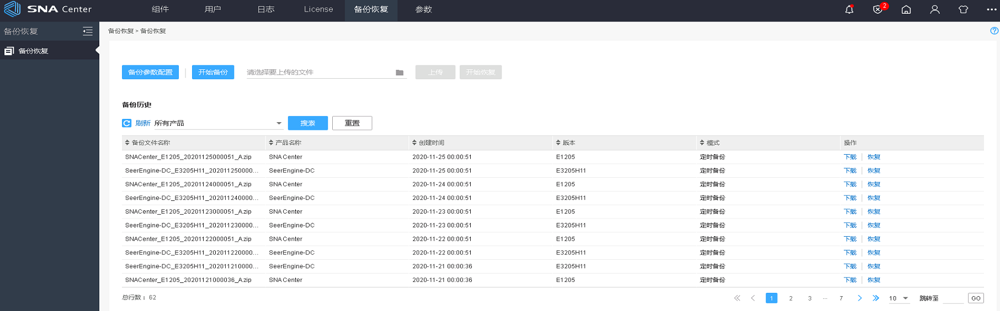 SNA Center 组件 用户 日志 License 备份恢复 参数 2
备份恢复
备份恢复 > 备份恢复
备份恢复
备份参数配置 开始备份 请选择要上传的文件 上传 开始恢复
备份历史
刷新 所有产品 搜索 重置
备份文件名称 产品名称 创建时间 版本 模式 操作
SNACenter_E1205_20201125000051_A.zip SNA Center 2020-11-25 00:00:51 E1205 定时备份 下载 恢复
SeerEngine-DC_E3205H11_202011250000... SeerEngine-DC 2020-11-25 00:00:51 E3205H11 定时备份 下载 恢复
SNACenter_E1205_20201124000051_A.zip SNA Center 2020-11-24 00:00:51 E1205 定时备份 下载 恢复
SeerEngine-DC_E3205H11_202011240000... SeerEngine-DC 2020-11-24 00:00:51 E3205H11 定时备份 下载 恢复
SNACenter_E1205_20201123000051_A.zip SNA Center 2020-11-23 00:00:51 E1205 定时备份 下载 恢复
SeerEngine-DC_E3205H11_202011230000... SeerEngine-DC 2020-11-23 00:00:51 E3205H11 定时备份 下载 恢复
SNACenter_E1205_20201122000051_A.zip SNA Center 2020-11-22 00:00:51 E1205 定时备份 下载 恢复
SeerEngine-DC_E3205H11_202011220000... SeerEngine-DC 2020-11-22 00:00:51 E3205H11 定时备份 下载 恢复
SeerEngine-DC_E3205H11_202011210000... SeerEngine-DC 2020-11-21 00:00:36 E3205H11 定时备份 下载 恢复
SNACenter_E1205_20201121000036_A.zip SNA Center 2020-11-21 00:00:36 E1205 定时备份 下载 恢复
总行数： 62 1 2 3 ... 7 10 跳转至 GO